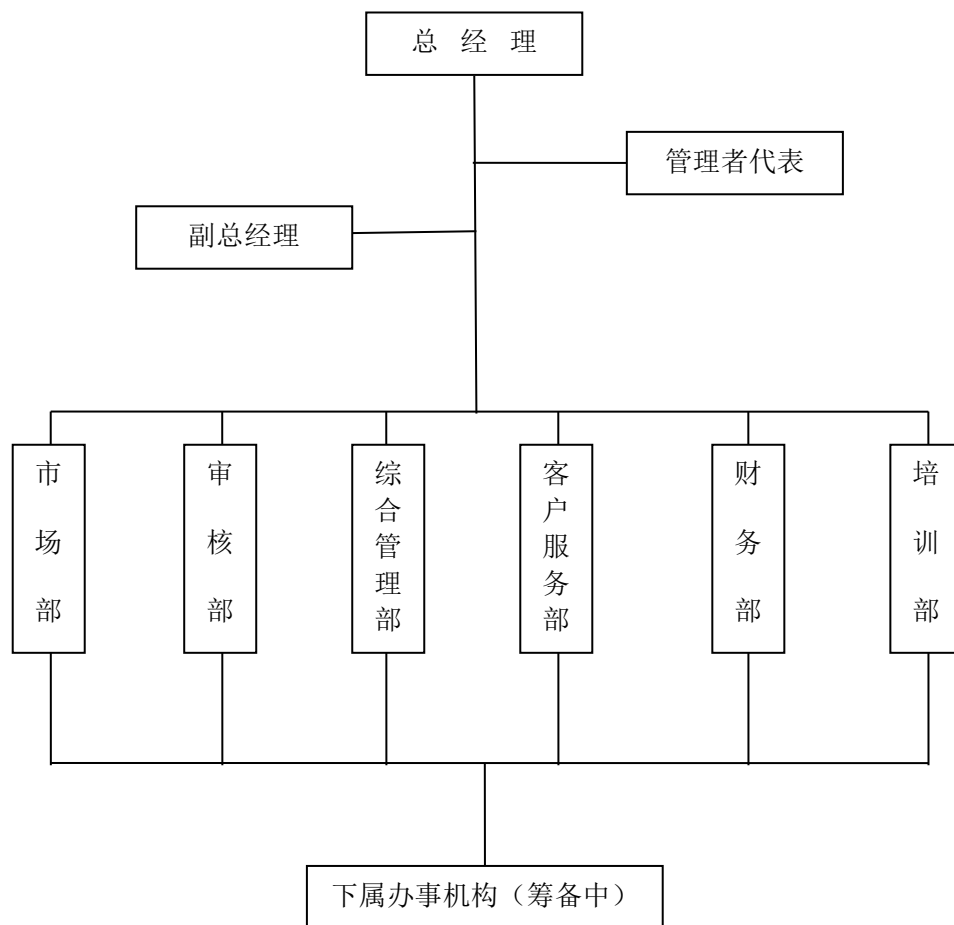 总 经 理
管理者代表
副总经理
市场部
审核部
综合管理部
客户服务部
财务部
培训部
下属办事机构（筹备中）